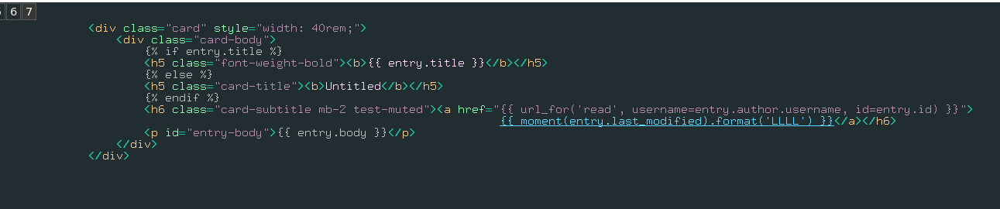 6 7
<div class="card" style="width: 40rem;">
<div class="card-body">
{% if entry.title %}
<h5 class="font-weight-bold"><b>{{ entry.title }}</b></h5>
{% else %}
<h5 class="card-title"><b>Untitled</b></h5>
{% endif %}
<h6 class="card-subtitle mb-2 test-muted"><a href="{{ url_for('read', username=entry.author.username, id=entry.id) }}">
{{ moment(entry.last_modified).format('LLLL') }}</a></h6>
<p id="entry-body">{{ entry.body }}</p>
</div>
</div>